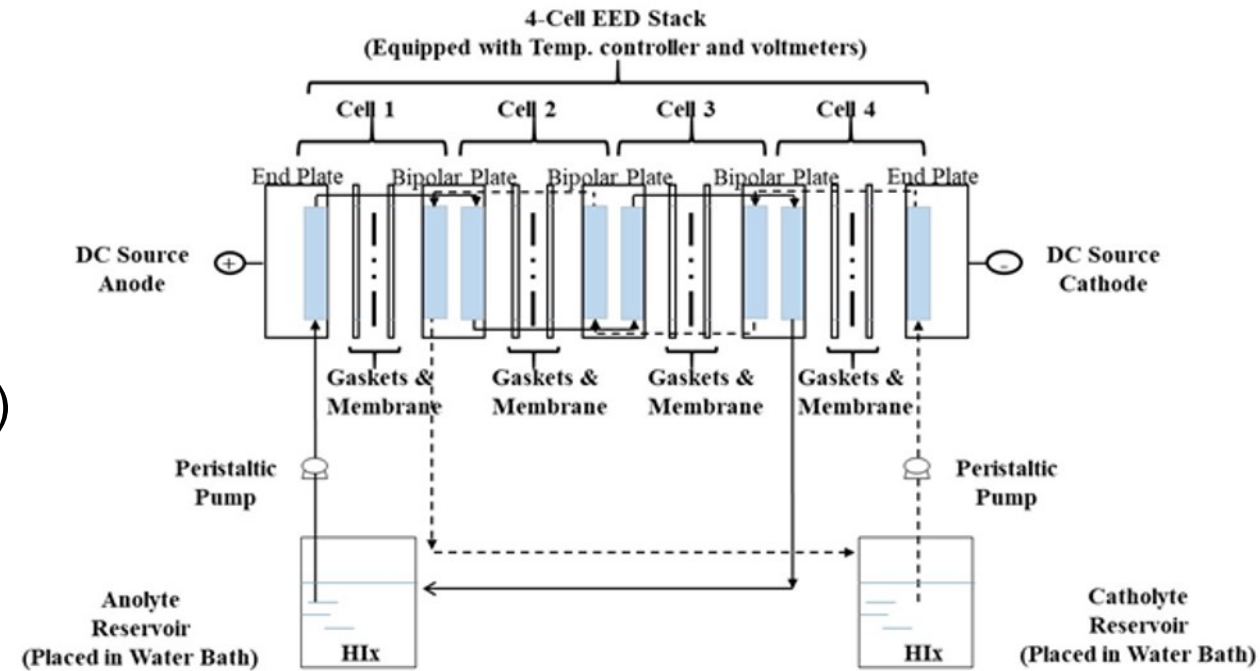 4-Cell EED Stack
(Equipped with Temp. controller and voltmeters)
Cell 1
Cell 2
Cell 3
Cell 4
End Plate
Bipolar Plate
Bipolar Plate
Bipolar Plate
End Plate
DC Source
Anode
+
-
DC Source
Cathode
Gaskets &
Membrane
Gaskets &
Membrane
Gaskets &
Membrane
Gaskets &
Membrane
)
Peristaltic
Pump
Peristaltic
Pump
Anolyte
Reservoir
(Placed in Water Bath)
HIx
HIx
Catholyte
Reservoir
(Placed in Water Bath)